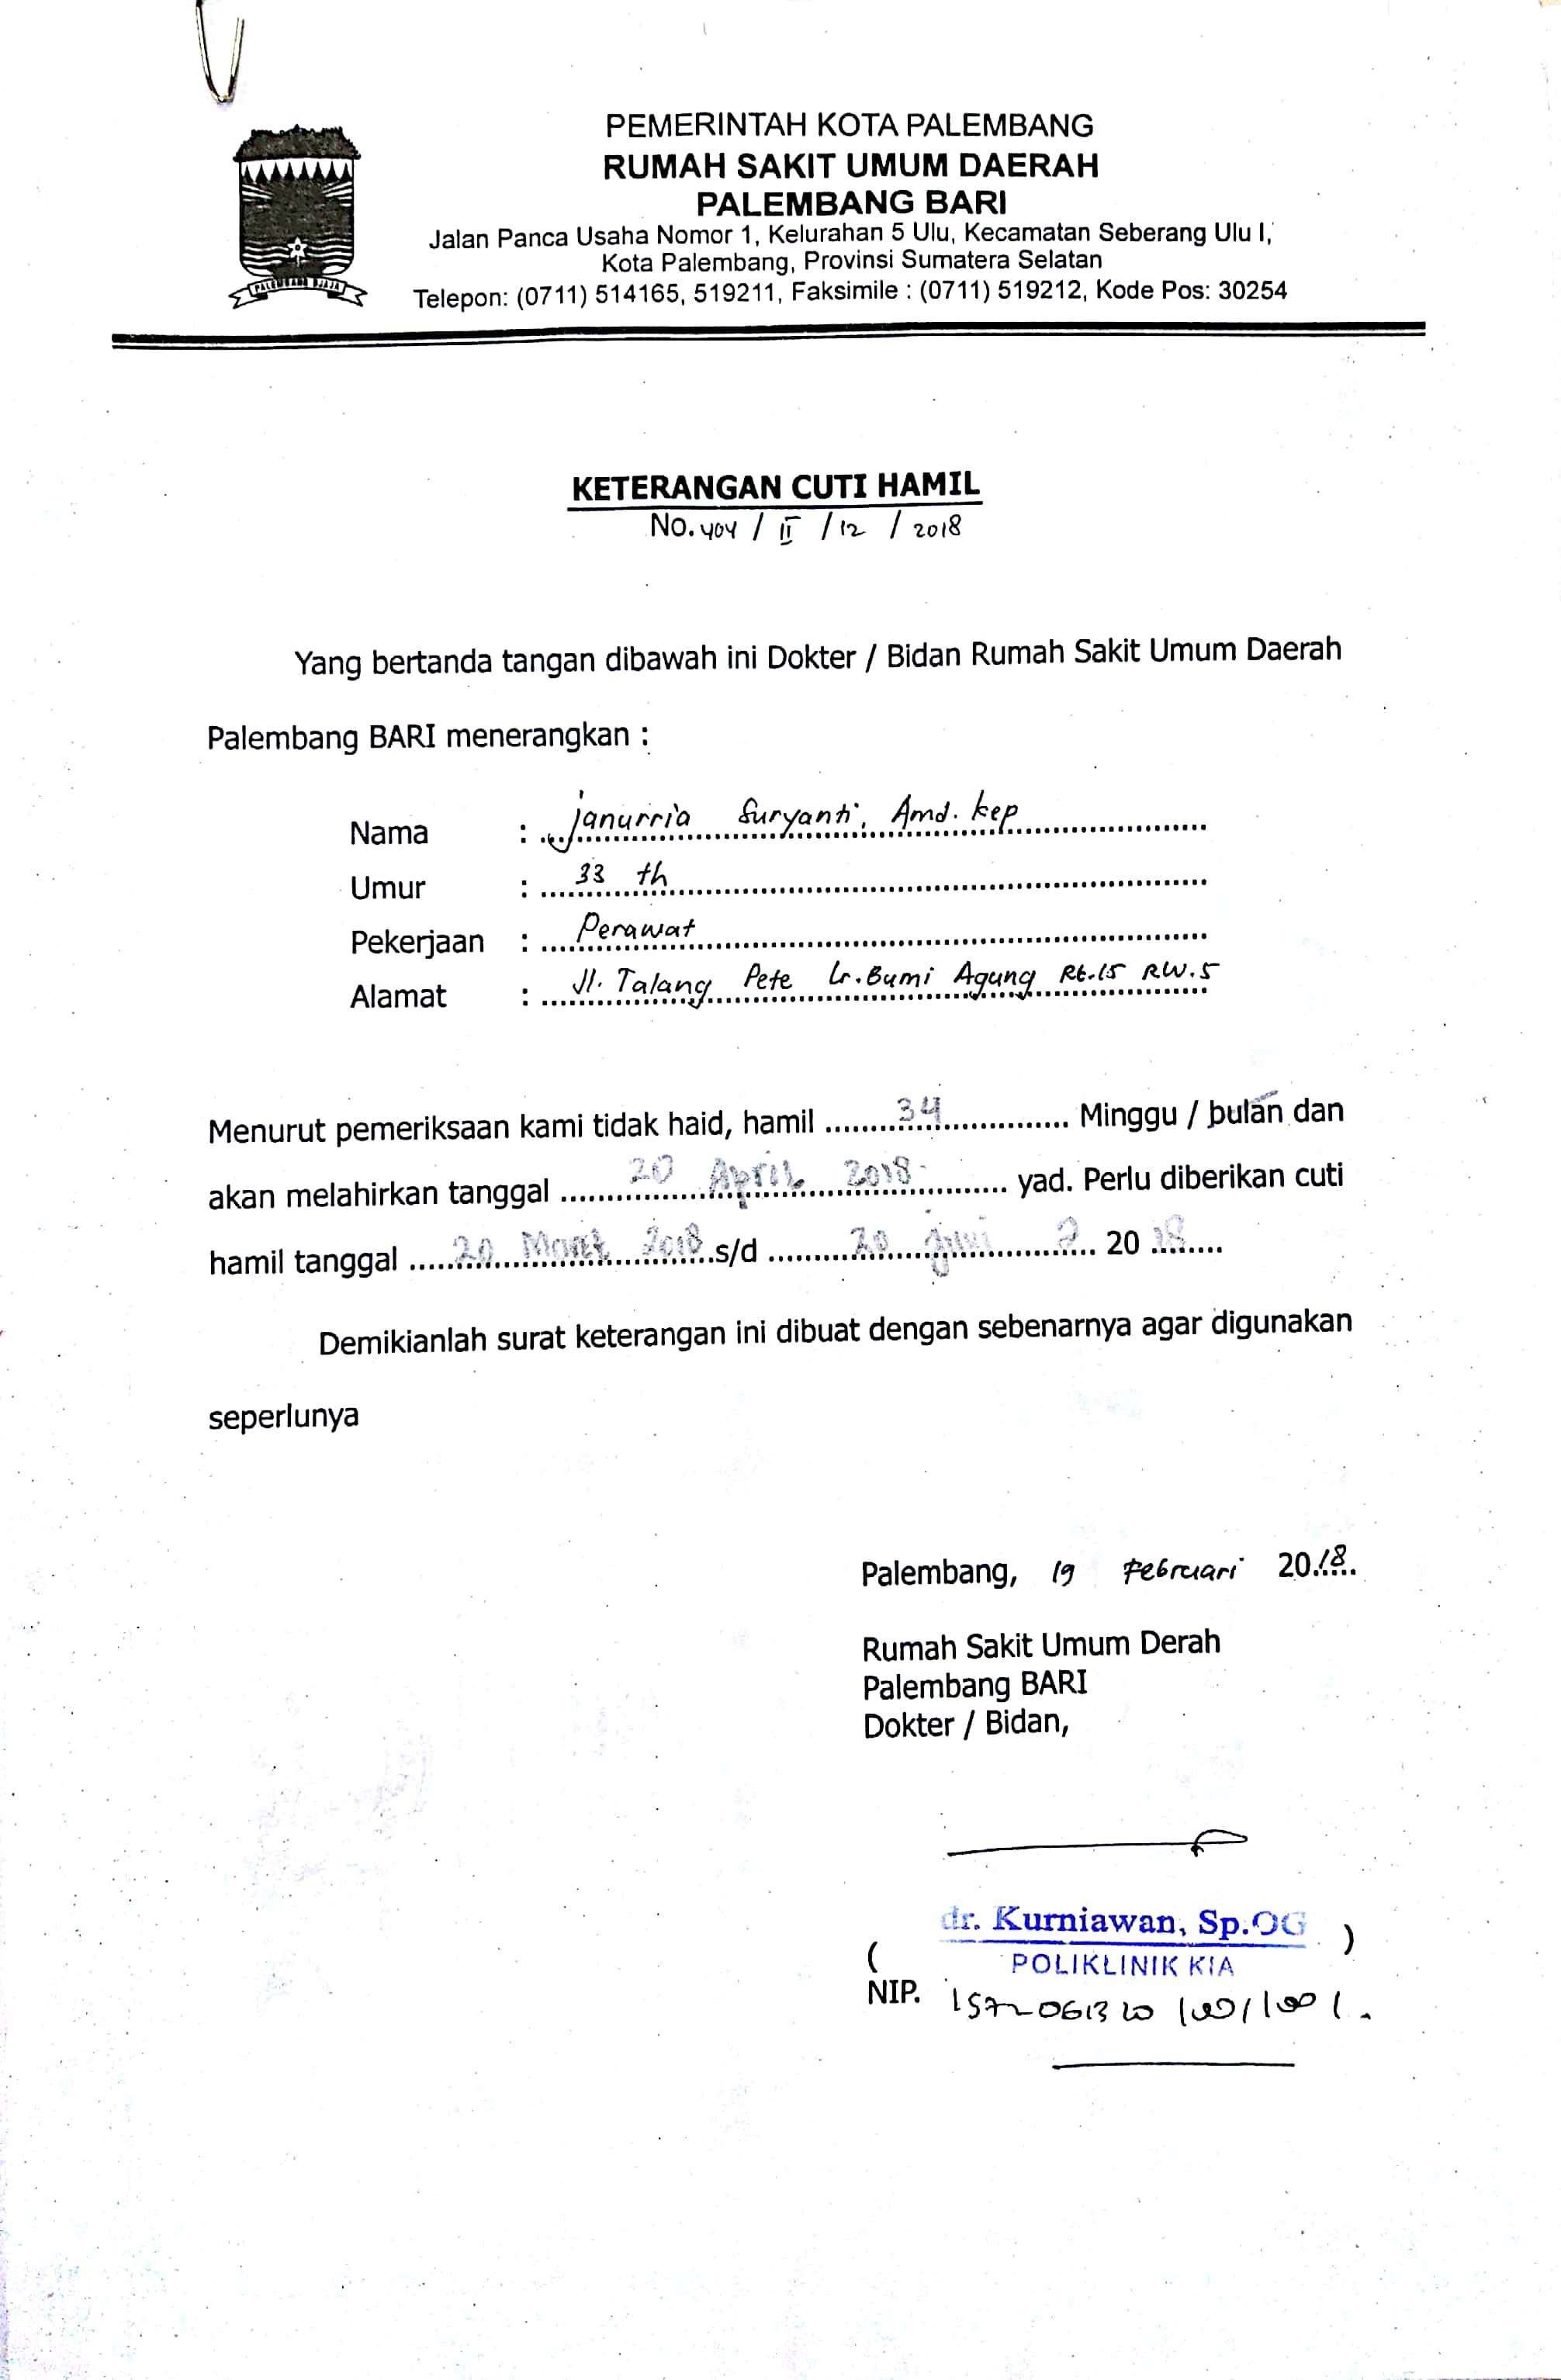 PEMERINTAH KOTA PALEMBANG
RUMAH SAKIT UMUM DAERAH
PALEMBANG BARI
Jalan Panca Usaha Nomor 1, Kelurahan 5 Ulu, Kecamatan Seberang Ulu I,
Kota Palembang, Provinsi Sumatera Selatan
Telepon: (0711) 514165, 519211, Faksimile : (0711) 519212, Kode Pos: 30254
PALEMBANG DJAJA
KETERANGAN CUTI HAMIL
No. 404 / II / 12 / 2018
Yang bertanda tangan dibawah ini Dokter / Bidan Rumah Sakit Umum Daerah
Palembang BARI menerangkan :
Nama : Janurria Suryanti, Amd. Kep
Umur : 33 th
Pekerjaan : Perawat
Alamat : Jl. Talang Pete Lr. Bumi Agung Rt.15 RW.5
Menurut pemeriksaan kami tidak haid, hamil 34 Minggu / bulan dan
akan melahirkan tanggal 20 April 2018 yad. Perlu diberikan cuti
hamil tanggal 20 Maret 2018 s/d 20 Juni 20 18
Demikianlah surat keterangan ini dibuat dengan sebenarnya agar digunakan
seperlunya
Palembang, 19 Februari 20 18
Rumah Sakit Umum Derah
Palembang BARI
Dokter / Bidan,
( dr. Kurniawan, Sp.OG )
POLIKLINIK KIA
NIP.